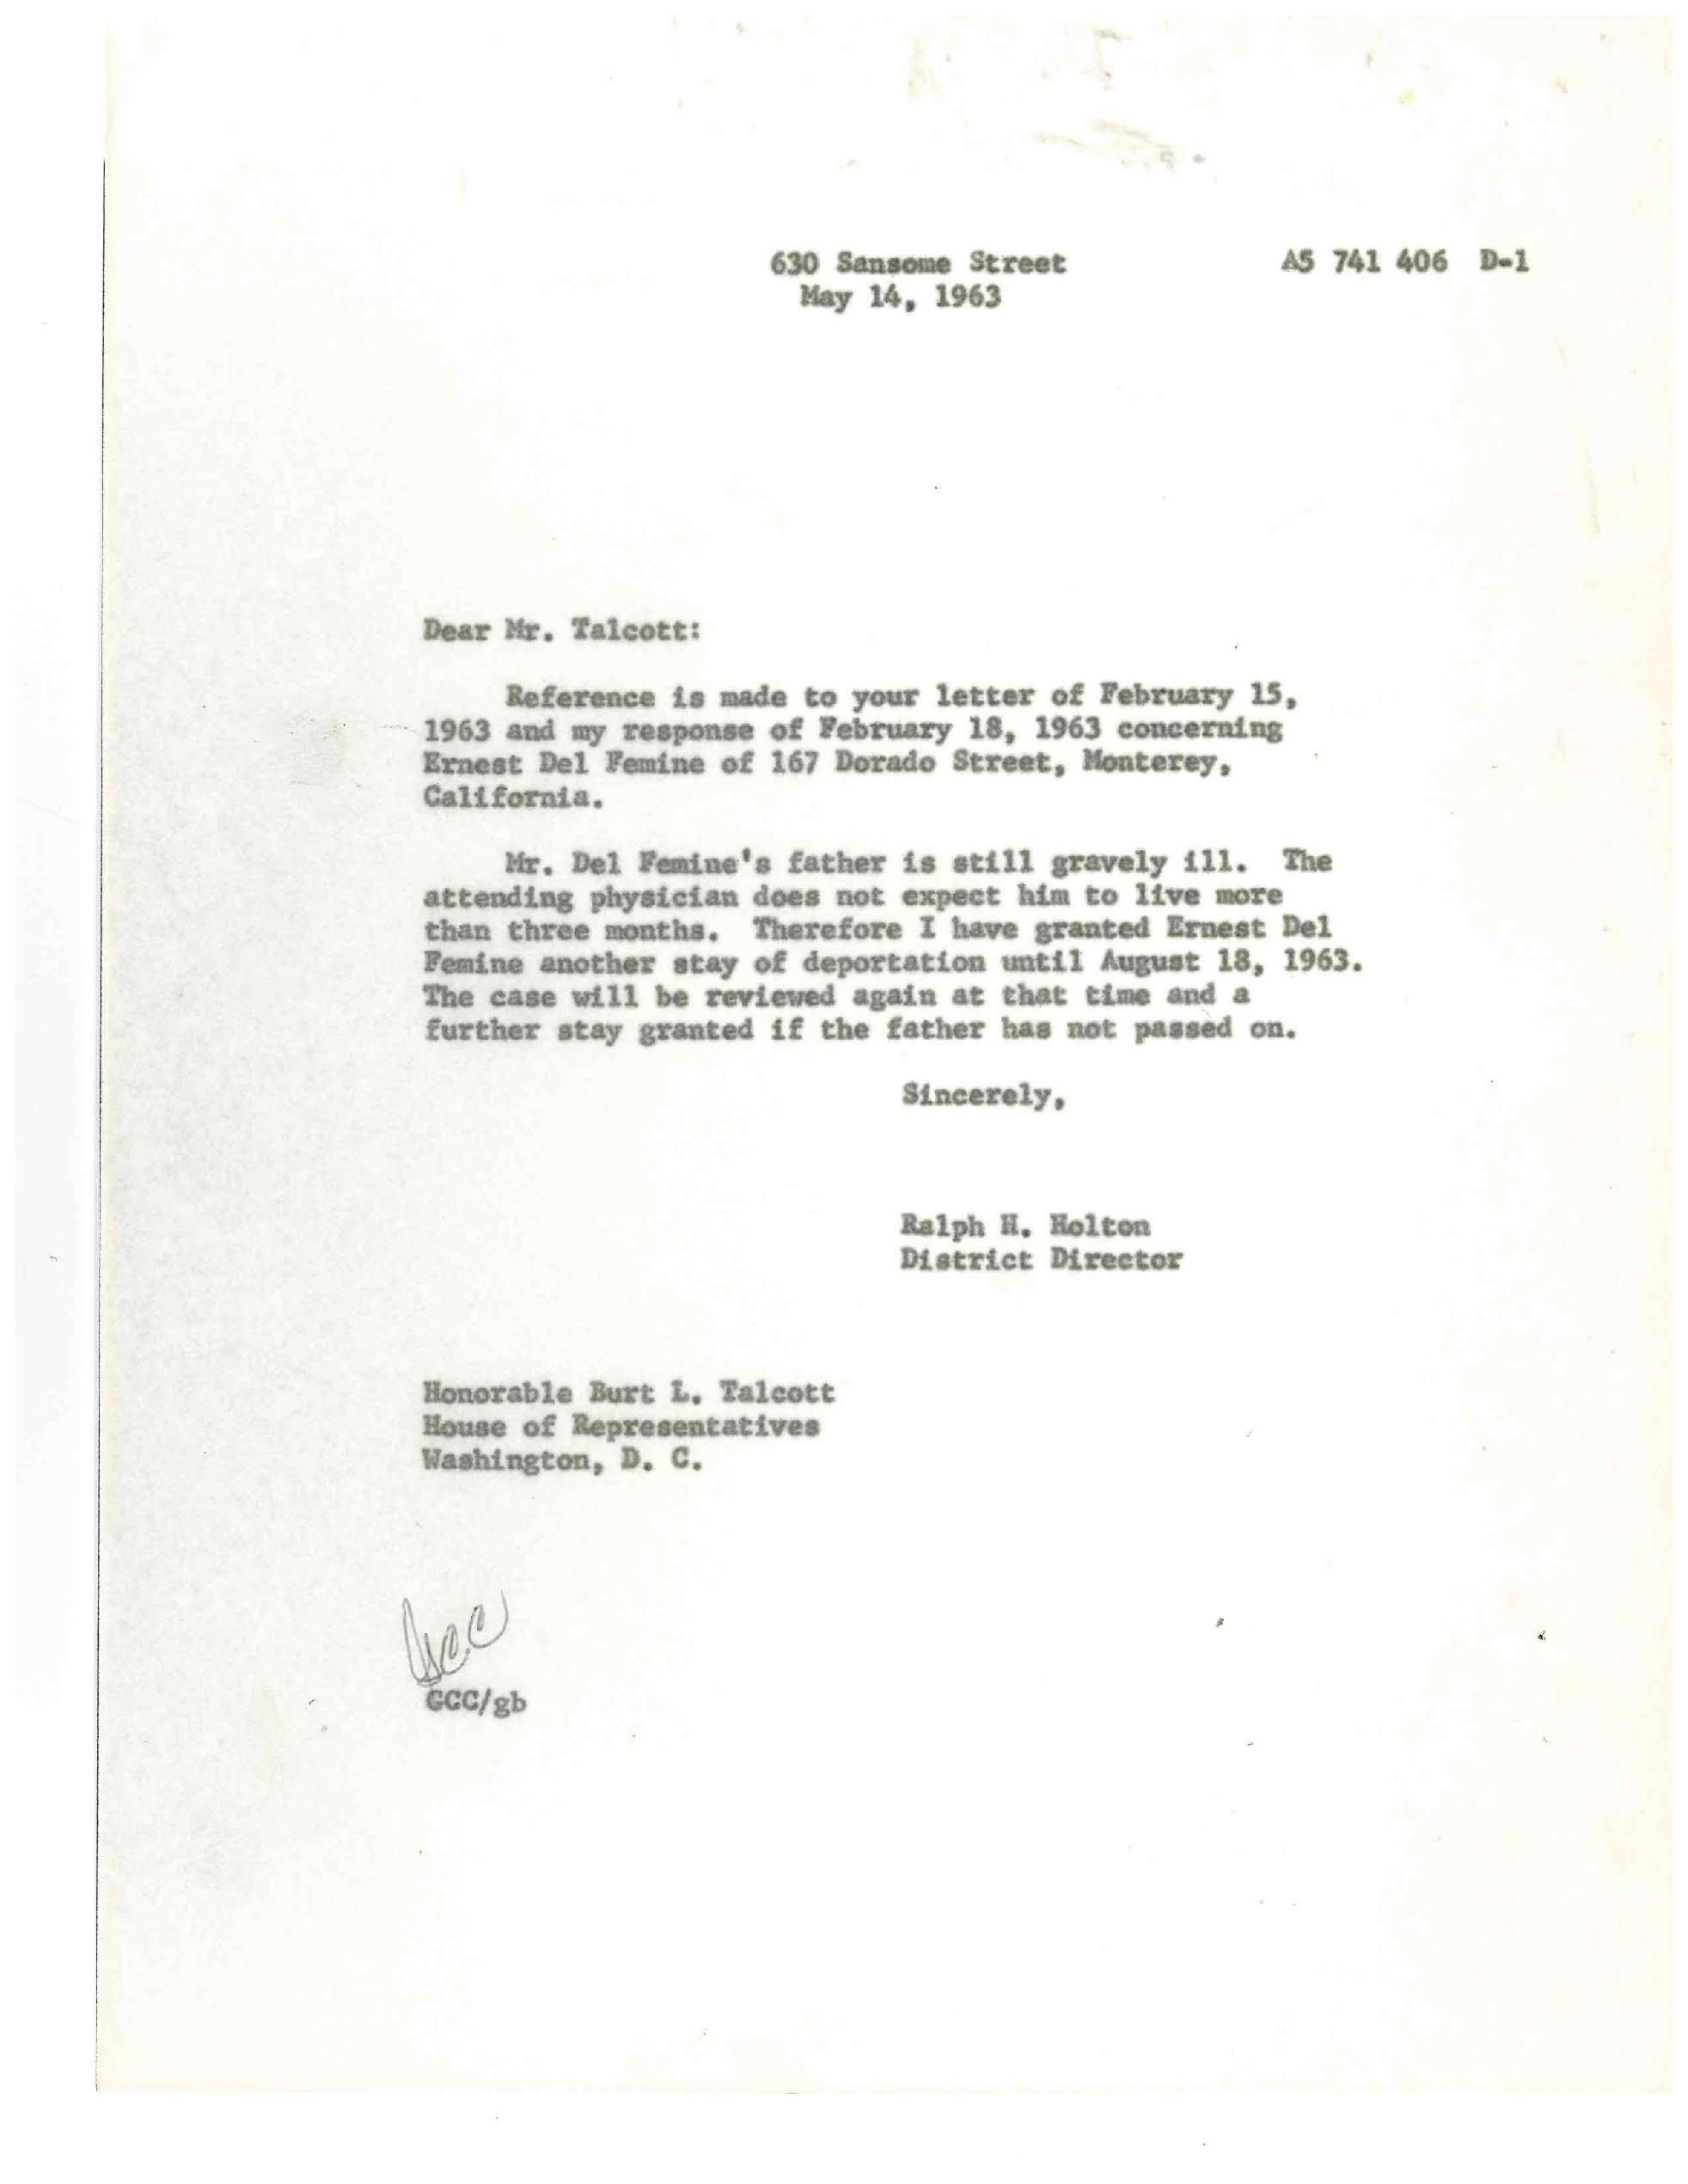 630 Sansome Street A5 741 406 D-1
May 14, 1963
Dear Mr. Talcott:
Reference is made to your letter of February 15,
1963 and my response of February 18, 1963 concerning
Ernest Del Femine of 167 Dorado Street, Monterey,
California.
Mr. Del Femine's father is still gravely ill. The
attending physician does not expect him to live more
than three months. Therefore I have granted Ernest Del
Femine another stay of deportation until August 18, 1963.
The case will be reviewed again at that time and a
further stay granted if the father has not passed on.
Sincerely,
Ralph H. Holton
District Director
Honorable Burt L. Talcott
House of Representatives
Washington, D. C.
GCC
GCC/gb